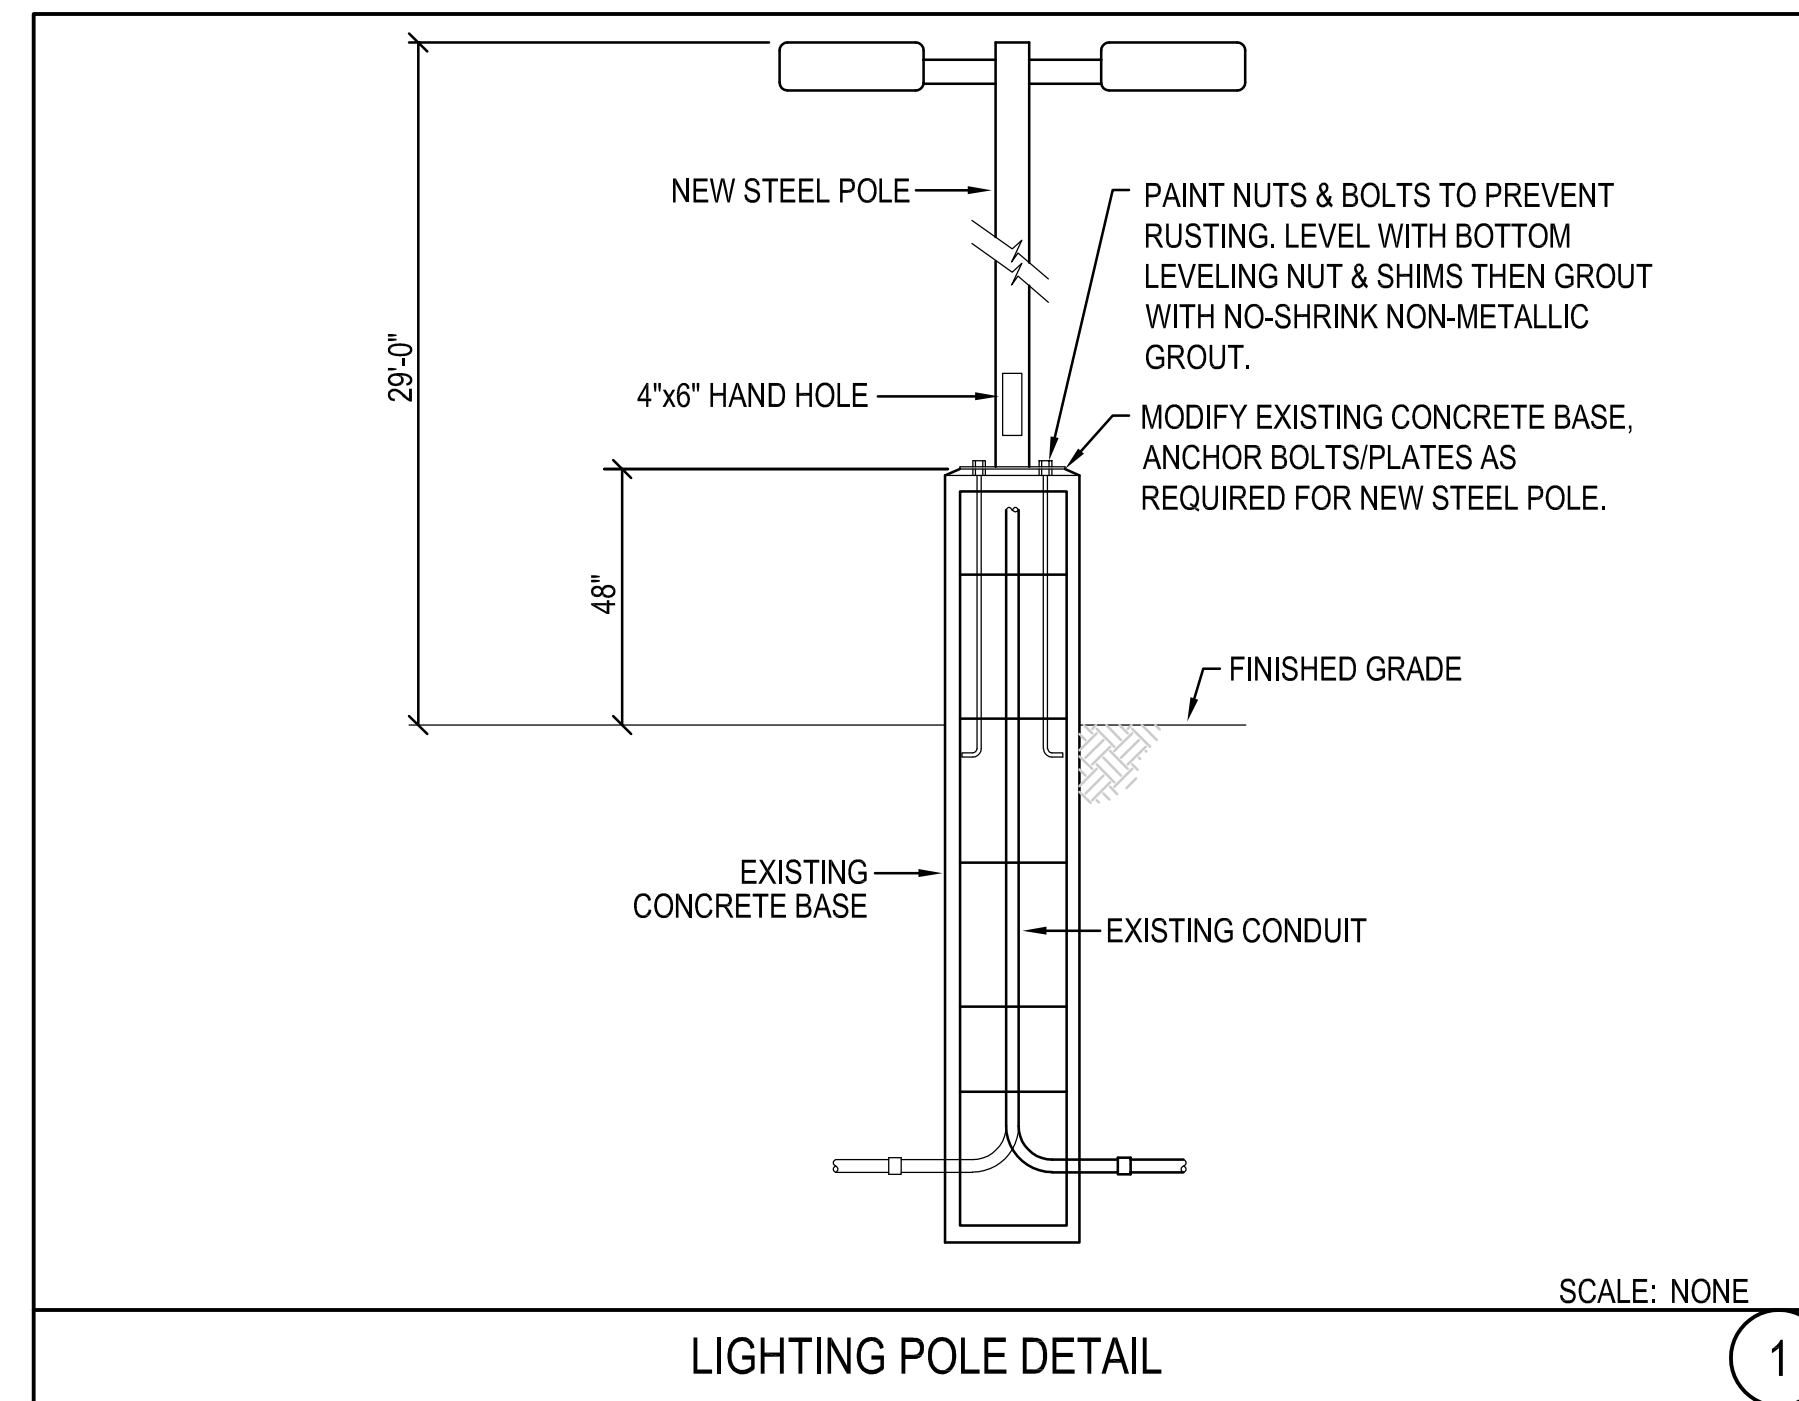 NEW STEEL POLE
PAINT NUTS & BOLTS TO PREVENT
RUSTING. LEVEL WITH BOTTOM
LEVELING NUT & SHIMS THEN GROUT
WITH NO-SHRINK NON-METALLIC
GROUT.
29'-0"
4"x6" HAND HOLE
MODIFY EXISTING CONCRETE BASE,
ANCHOR BOLTS/PLATES AS
REQUIRED FOR NEW STEEL POLE.
48"
FINISHED GRADE
EXISTING
CONCRETE BASE
EXISTING CONDUIT
SCALE: NONE
LIGHTING POLE DETAIL
1